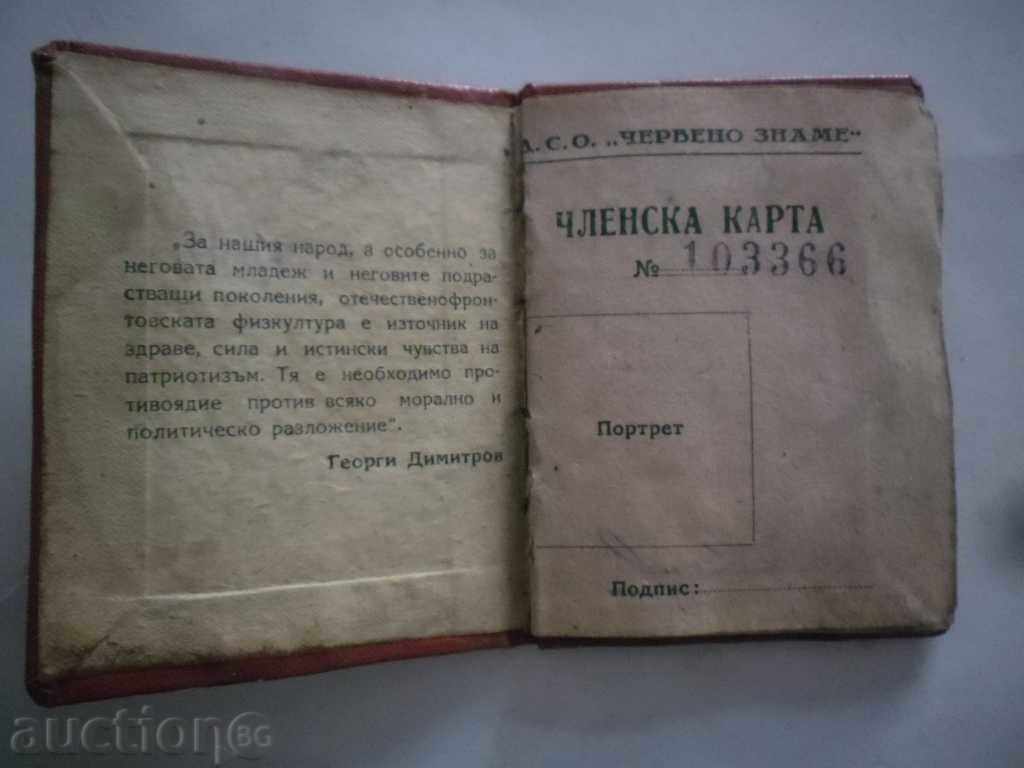 „За нашия народ, а особенно за
неговата младеж и неговите подра-
стващи поколения, отечественофрон-
товската физкултура е източник на
здраве, сила и истински чувства на
патриотизъм. Тя е необходимо про-
тивоядие против всяко морално и
политическо разложение".
Георги Димитров
Д. С. О. „ЧЕРВЕНО ЗНАМЕ"
ЧЛЕНСКА КАРТА
№ 103366
Портрет
Подпис:
auction BG